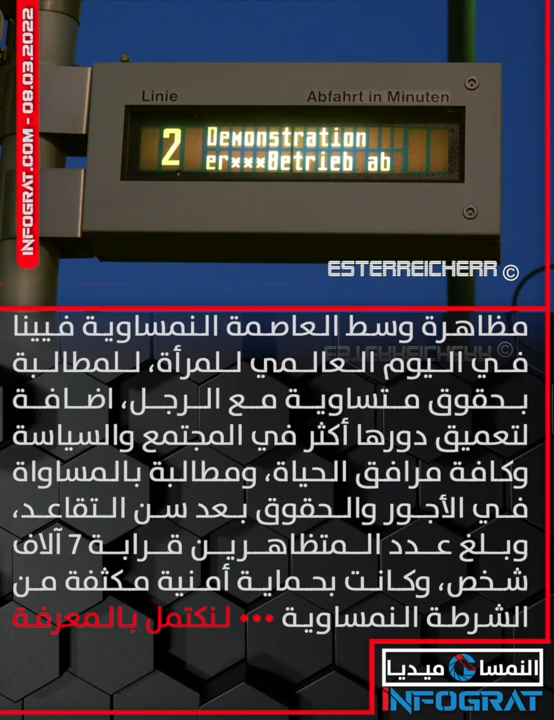 INFOGRAT.COM - 08.03.2022
Linie Abfahrt in Minuten
2 Demonstration
er***Betrieb ab
ESTERREICHERR ©
مظاهرة وسط العاصمة النمساوية فيينا
في اليوم العالمي للمرأة، للمطالبة
بحقوق متساوية مع الرجل، اضافة
لتعميق دورها أكثر في المجتمع والسياسة
وكافة مرافق الحياة، ومطالبة بالمساواة
في الأجور والحقوق بعد سن التقاعد،
وبلغ عدد المتظاهرين قرابة 7 آلاف
شخص، وكانت بحماية أمنية مكثفة من
الشرطة النمساوية ••• لنكتمل بالمعرفة
النمسا ميديا
INFOGRAT